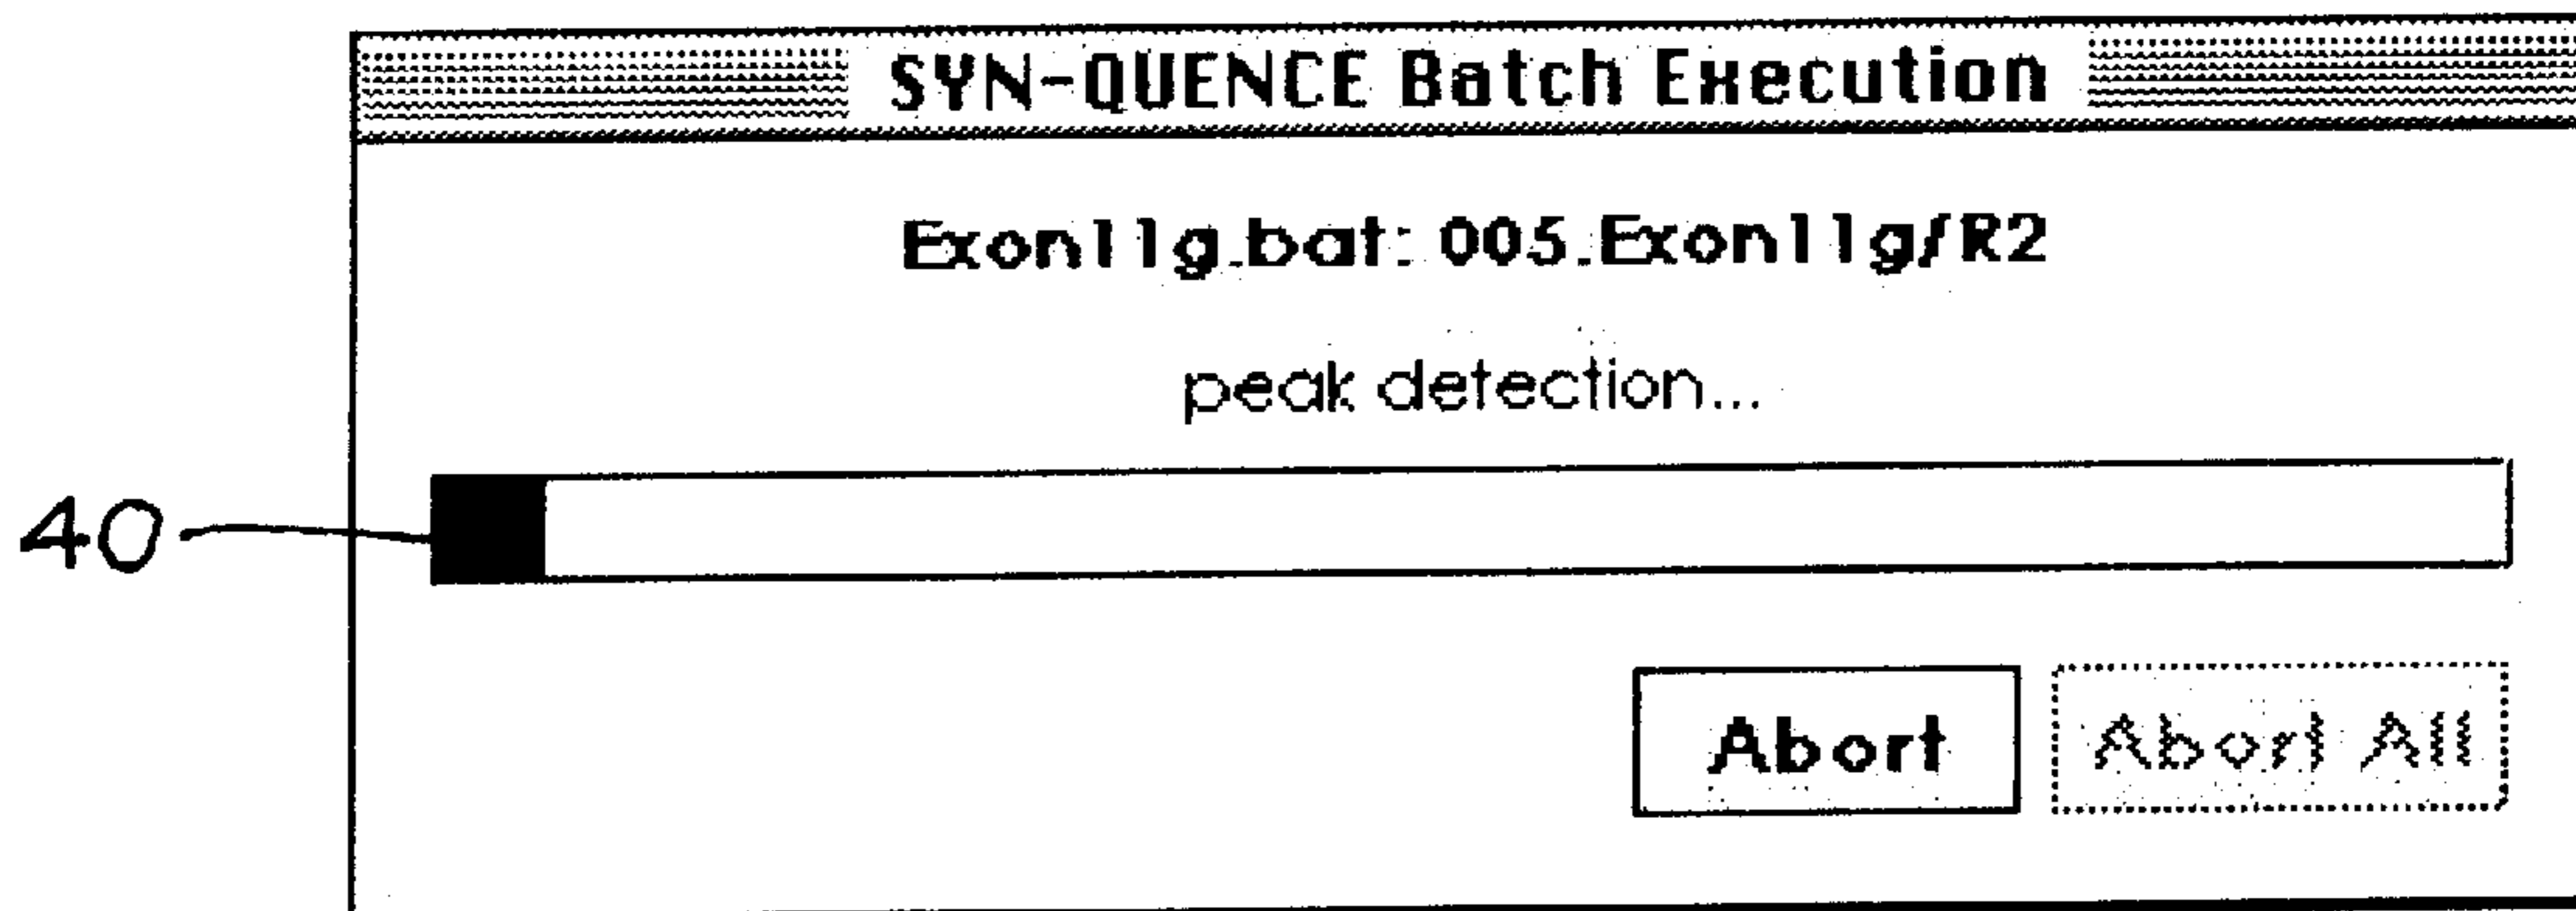 SYN-QUENCE Batch Execution
Exon11g.bat: 005.Exon11g/R2
peak detection...
40
Abort Abort All